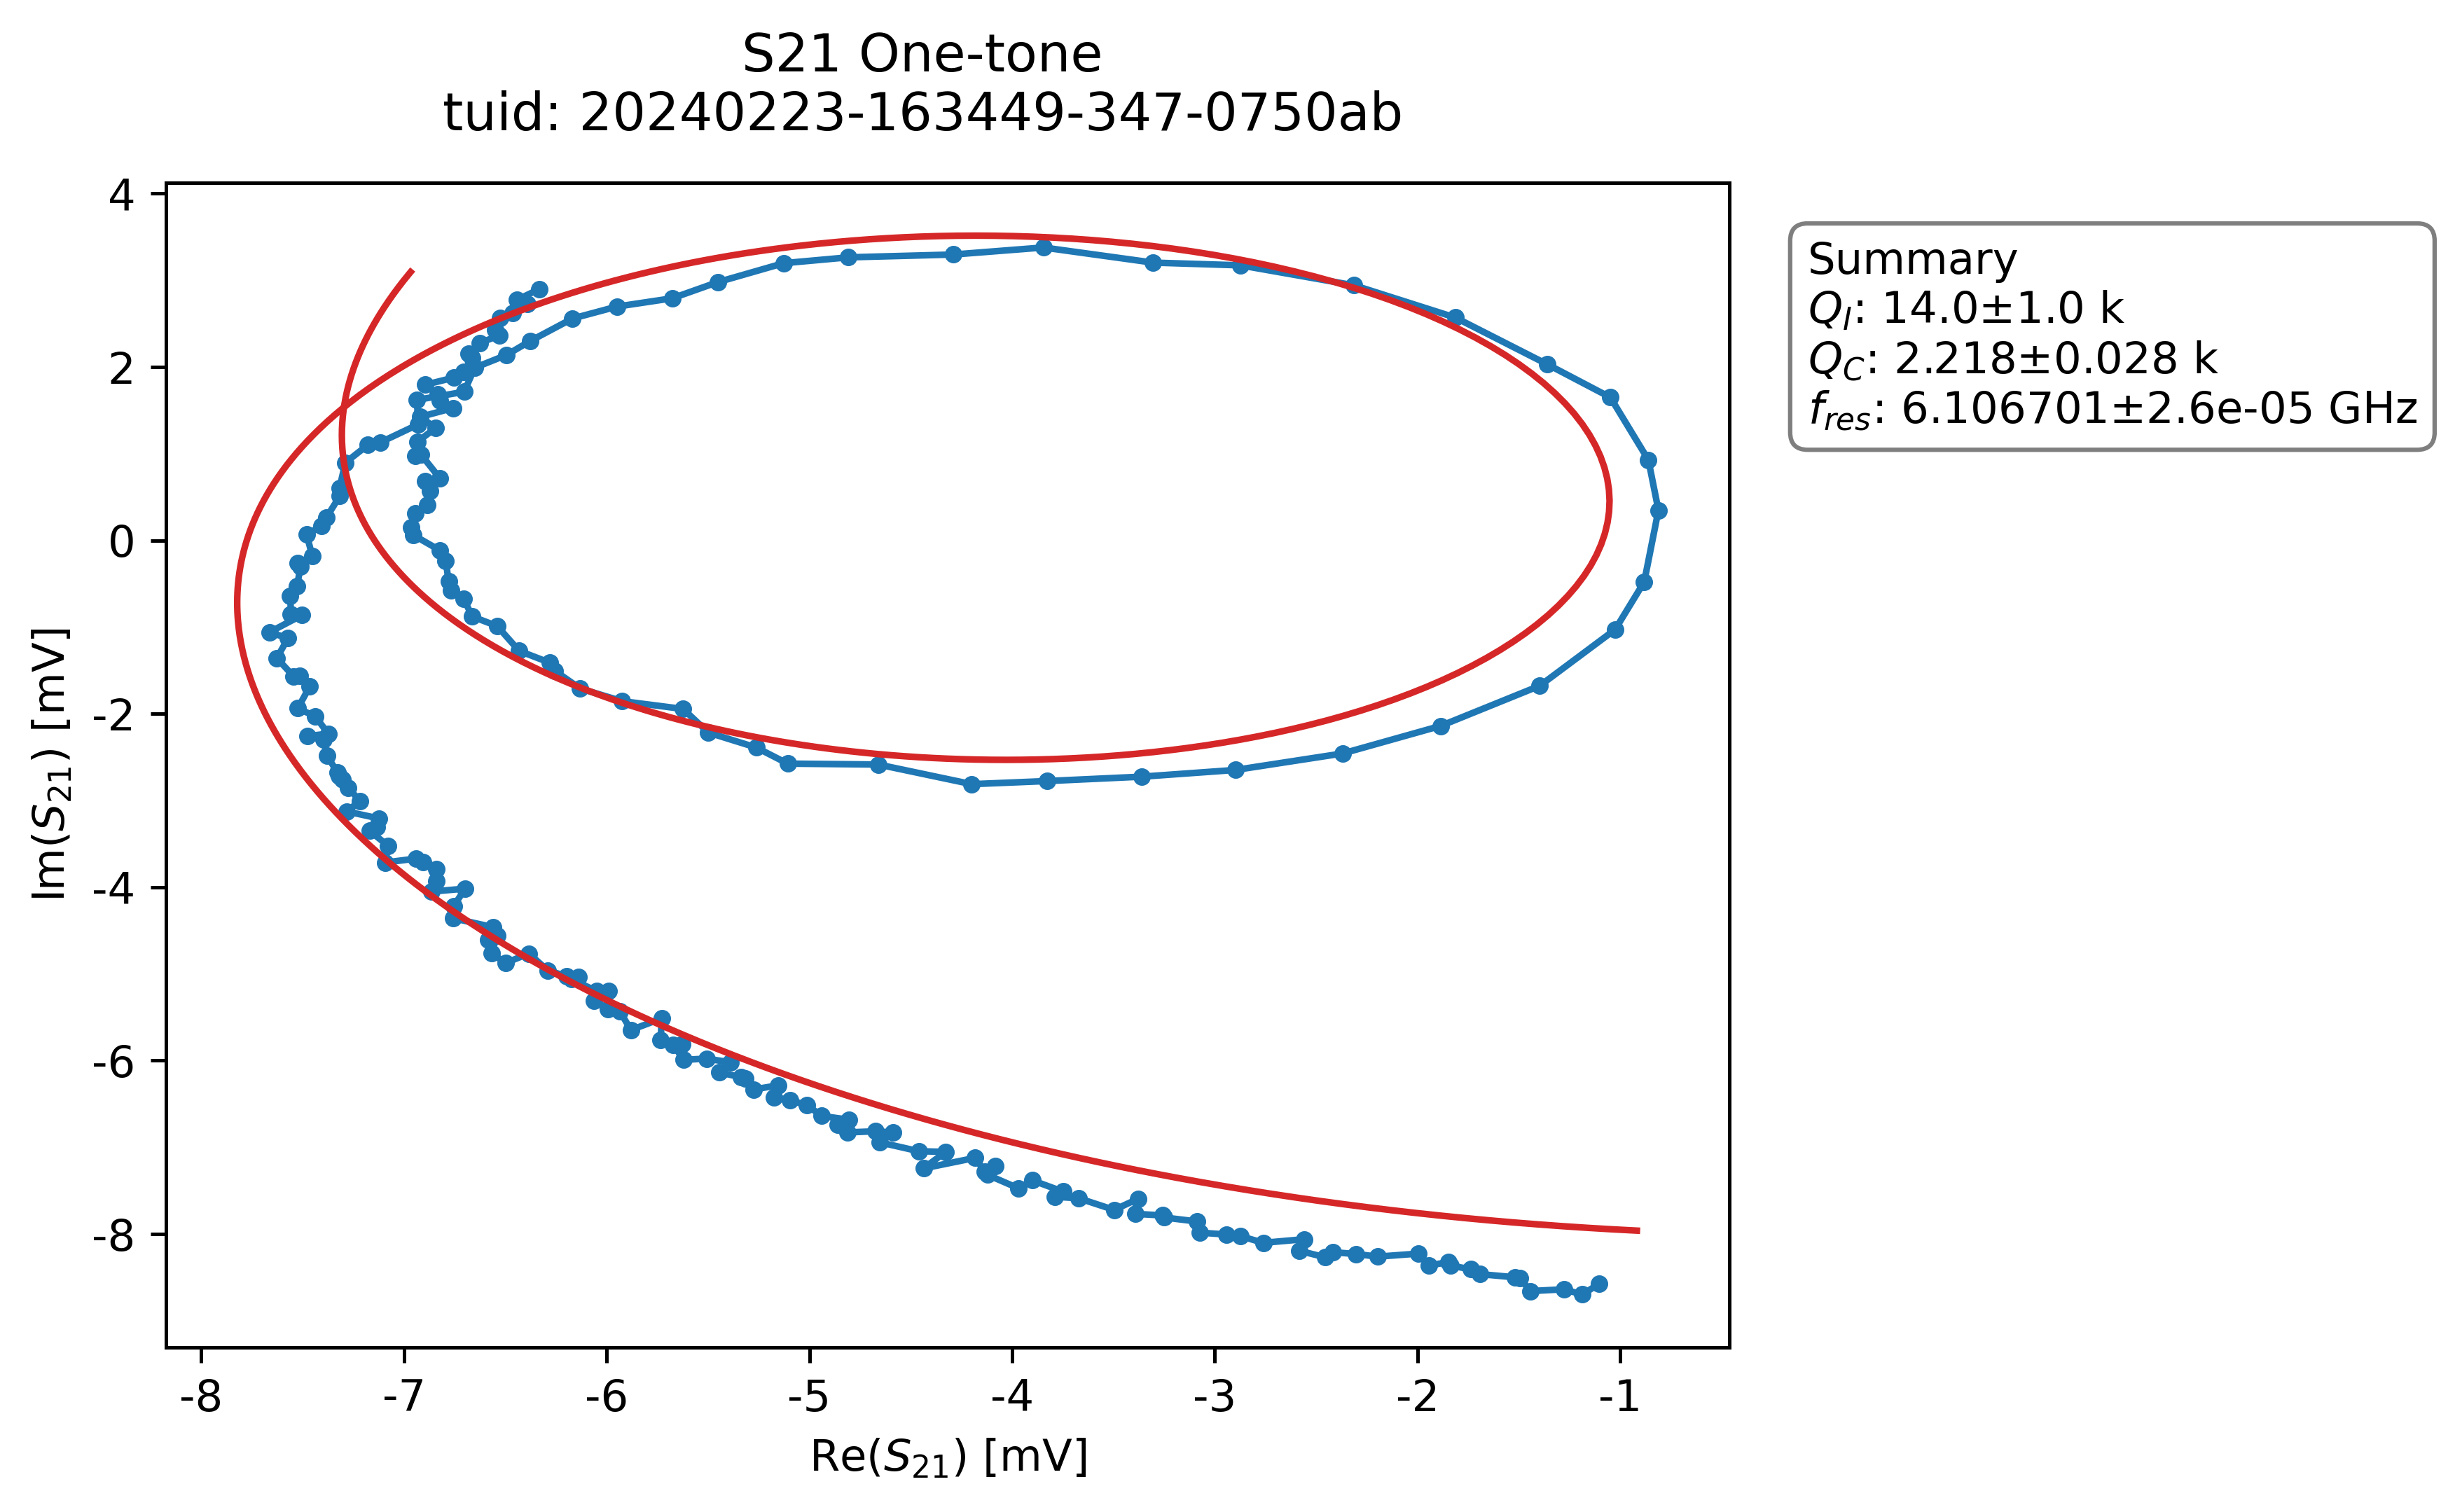 S21 One-tone
tuid: 20240223-163449-347-0750ab
4
2
0
-2
-4
-6
-8
Im(S21) [mV]
-8 -7 -6 -5 -4 -3 -2 -1
Re(S21) [mV]
Summary
QI: 14.0±1.0 k
QC: 2.218±0.028 k
fres: 6.106701±2.6e-05 GHz